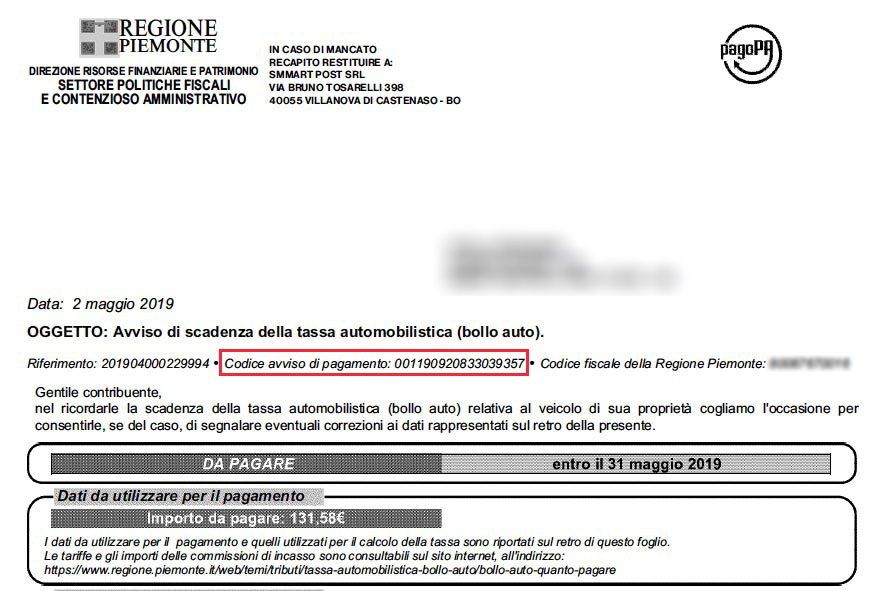 REGIONE
PIEMONTE
DIREZIONE RISORSE FINANZIARIE E PATRIMONIO
SETTORE POLITICHE FISCALI
E CONTENZIOSO AMMINISTRATIVO
IN CASO DI MANCATO
RECAPITO RESTITUIRE A:
SMMART POST SRL
VIA BRUNO TOSARELLI 398
40055 VILLANOVA DI CASTENASO - BO
pagoPA
Data: 2 maggio 2019
OGGETTO: Avviso di scadenza della tassa automobilistica (bollo auto).
Riferimento: 201904000229994 • Codice avviso di pagamento: 001190920833039357 • Codice fiscale della Regione Piemonte:
Gentile contribuente,
nel ricordarle la scadenza della tassa automobilistica (bollo auto) relativa al veicolo di sua proprietà cogliamo l'occasione per
consentirle, se del caso, di segnalare eventuali correzioni ai dati rappresentati sul retro della presente.
DA PAGARE entro il 31 maggio 2019
Dati da utilizzare per il pagamento
Importo da pagare: 131,58€
I dati da utilizzare per il pagamento e quelli utilizzati per il calcolo della tassa sono riportati sul retro di questo foglio.
Le tariffe e gli importi delle commissioni di incasso sono consultabili sul sito internet, all'indirizzo:
https://www.regione.piemonte.it/web/temi/tributi/tassa-automobilistica-bollo-auto/bollo-auto-quanto-pagare